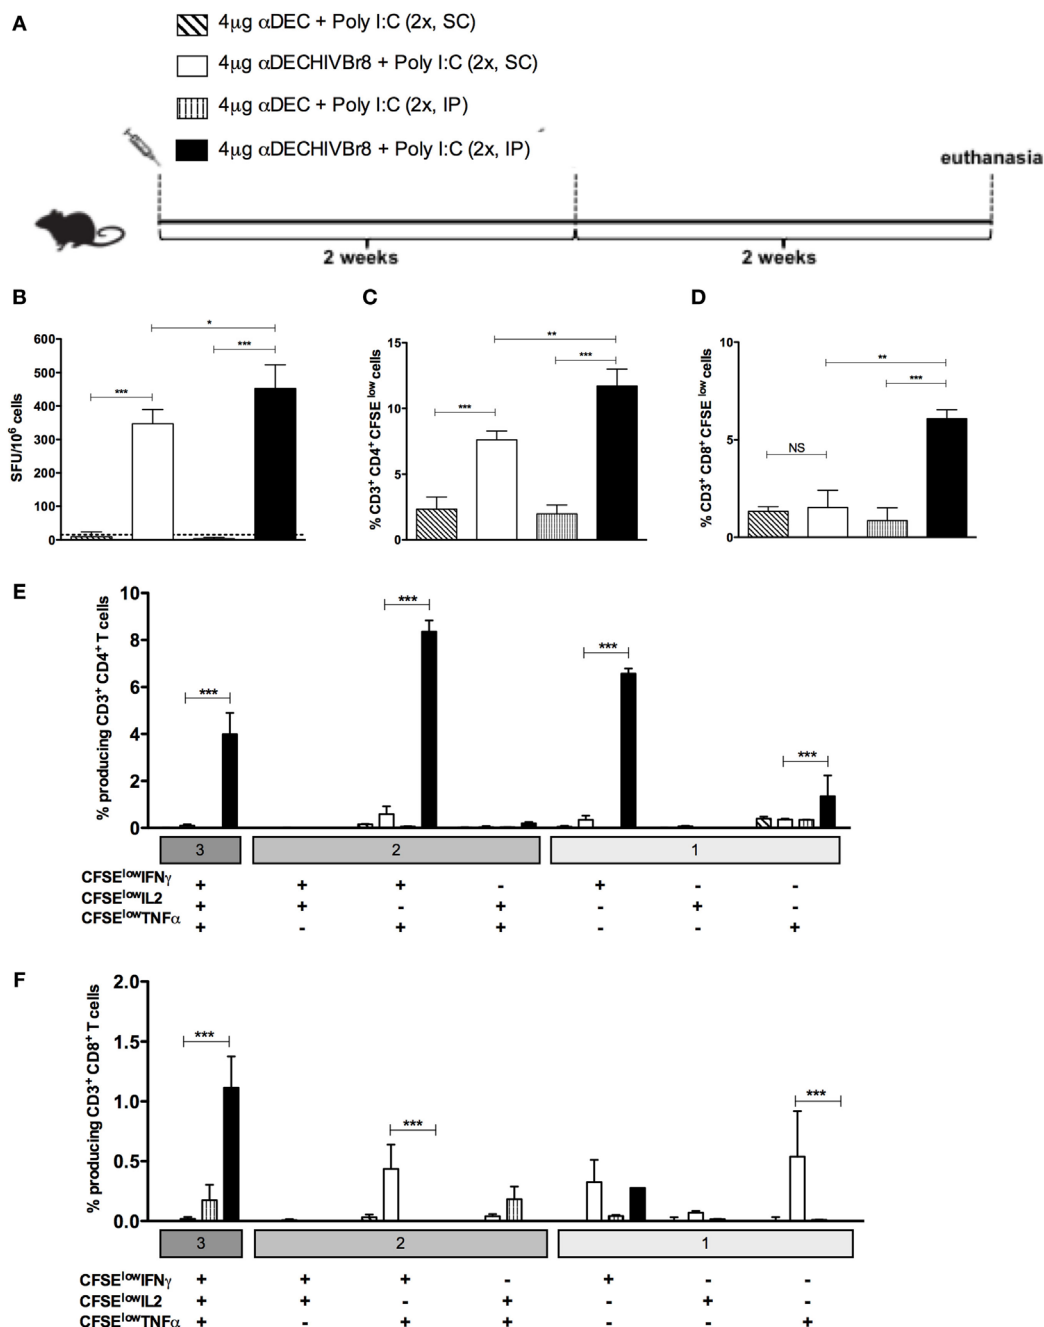 A
4µg αDEC + Poly I:C (2x, SC)
4µg αDECHIVBr8 + Poly I:C (2x, SC)
4µg αDEC + Poly I:C (2x, IP)
4µg αDECHIVBr8 + Poly I:C (2x, IP)
euthanasia
2 weeks 2 weeks
B
SFU/10⁶ cells
600
500
400
300
200
100
0
***
*
***
C
% CD3⁺ CD4⁺ CFSE ˡᵒʷ cells
15
10
5
0
***
**
***
D
% CD3⁺ CD8⁺ CFSE ˡᵒʷ cells
10
5
0
NS
**
***
E
% producing CD3⁺ CD4⁺ T cells
10
8
6
4
2
0
*** *** *** ***
3 2 1
CFSEˡᵒʷIFNγ + + + - + - -
CFSEˡᵒʷIL2 + + - + - + -
CFSEˡᵒʷTNFα + - + + - - +
F
% producing CD3⁺ CD8⁺ T cells
2.0
1.5
1.0
0.5
0.0
*** *** ***
3 2 1
CFSEˡᵒʷIFNγ + + + - + - -
CFSEˡᵒʷIL2 + + - + - + -
CFSEˡᵒʷTNFα + - + + - - +